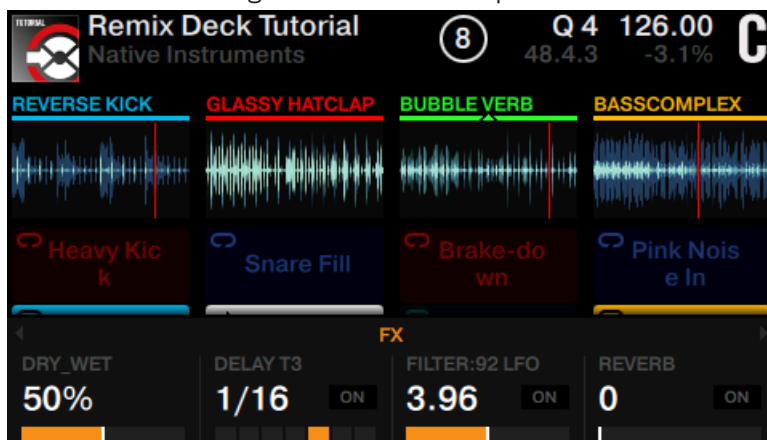 TUTORIAL
Remix Deck Tutorial
Native Instruments
8
Q 4 126.00
48.4.3 -3.1%
C
REVERSE KICK GLASSY HATCLAP BUBBLE VERB BASSCOMPLEX
Heavy Kic
k
Snare Fill
Brake-do
wn
Pink Nois
e In
FX
DRY_WET DELAY T3 FILTER:92 LFO REVERB
50% 1/16 ON 3.96 ON 0 ON